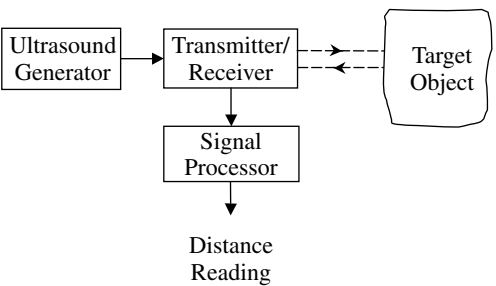 Ultrasound
Generator
Transmitter/
Receiver
Target
Object
Signal
Processor
Distance
Reading